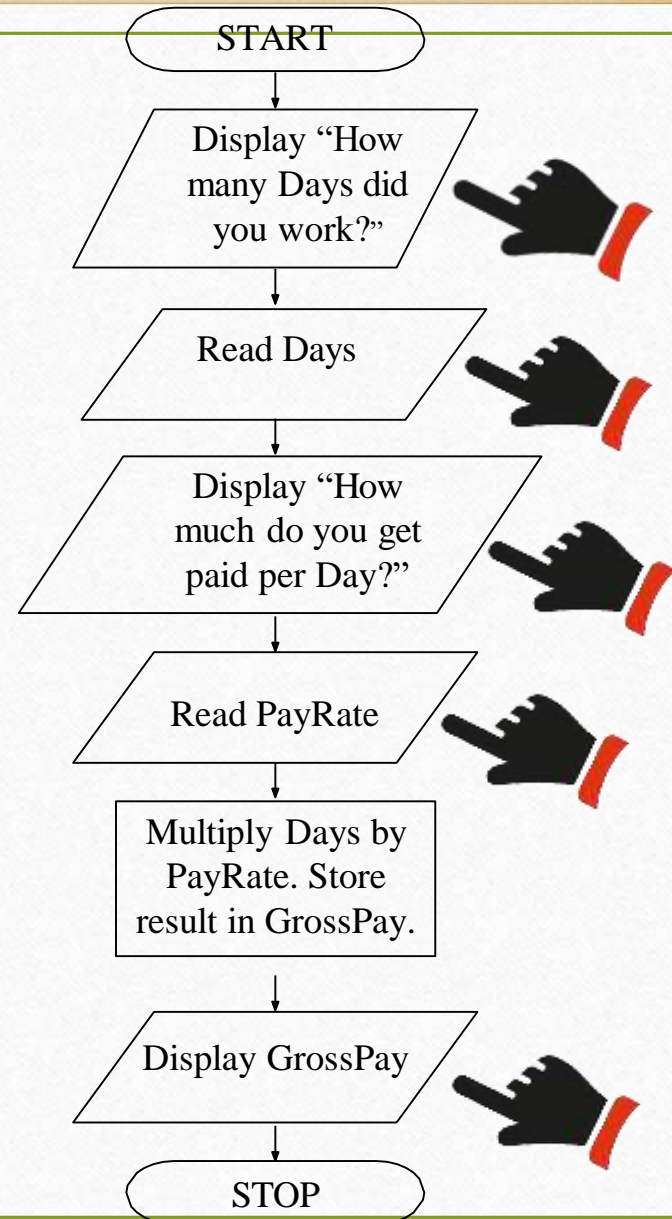 START
Display “How
many Days did
you work?”
Read Days
Display “How
much do you get
paid per Day?”
Read PayRate
Multiply Days by
PayRate. Store
result in GrossPay.
Display GrossPay
STOP